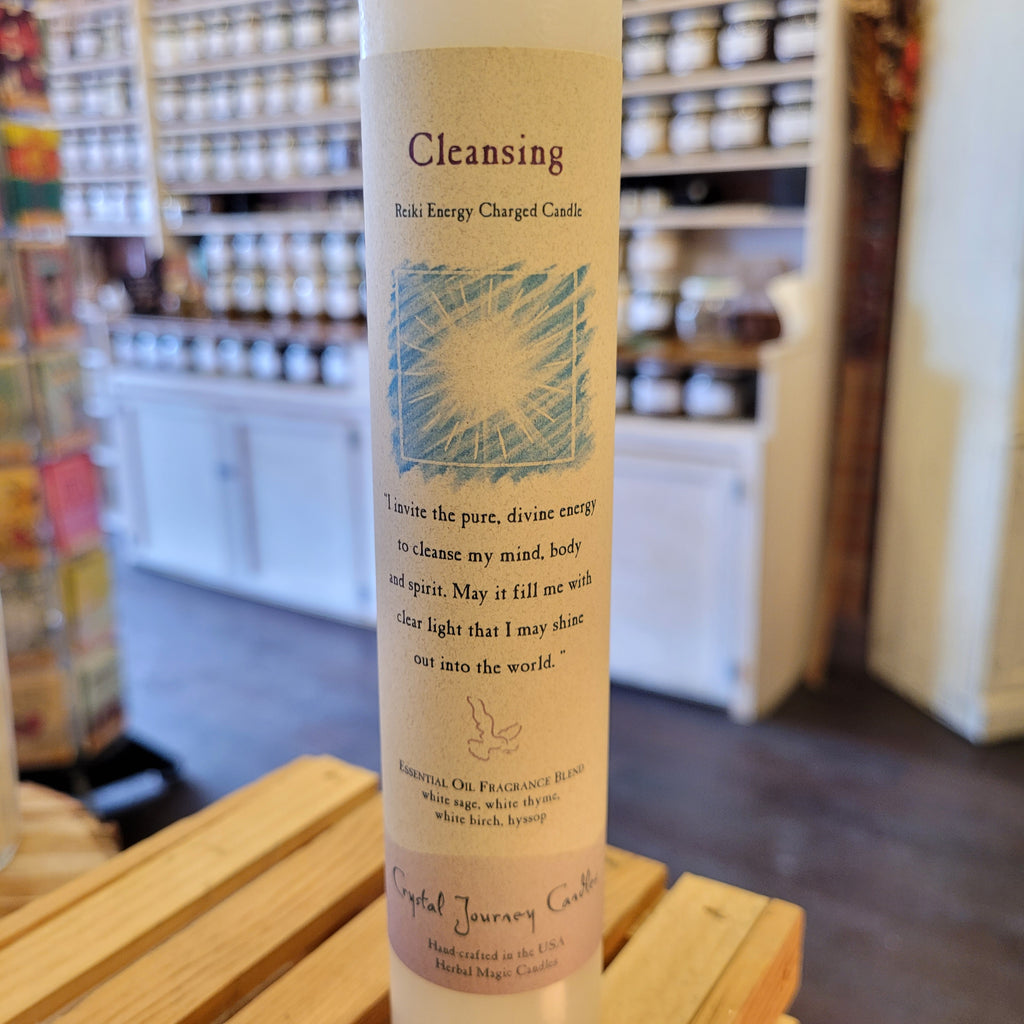 Cleansing
Reiki Energy Charged Candle
"I invite the pure, divine energy
to cleanse my mind, body
and spirit. May it fill me with
clear light that I may shine
out into the world."
Essential Oil Fragrance Blend
white sage, white thyme,
white birch, hyssop
Crystal Journey Candles
Hand crafted in the USA
Herbal Magic Candles